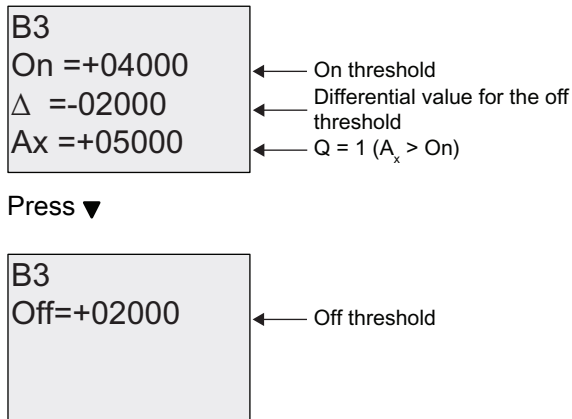 B3
On =+04000
On threshold
Δ =-02000
Differential value for the off
threshold
Ax =+05000
Q = 1 (Aₓ > On)
Press ▼
B3
Off=+02000
Off threshold